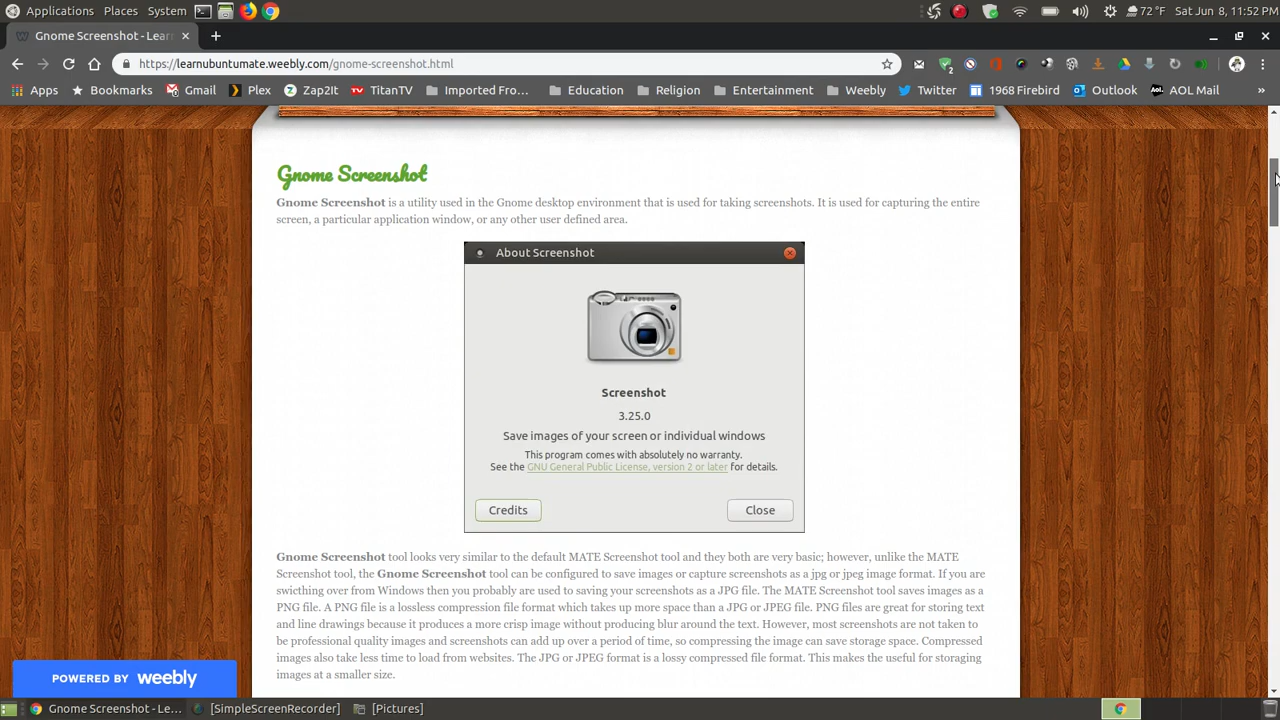 Applications Places System 72 °F Sat Jun 8, 11:52 PM
Gnome Screenshot - Lear
https://learnubuntumate.weebly.com/gnome-screenshot.html
Apps Bookmarks Gmail Plex Zap2It TitanTV Imported Fro... Education Religion Entertainment Weebly Twitter 1968 Firebird Outlook AOL Mail »
Gnome Screenshot
Gnome Screenshot is a utility used in the Gnome desktop environment that is used for taking screenshots. It is used for capturing the entire
screen, a particular application window, or any other user defined area.
About Screenshot
Screenshot
3.25.0
Save images of your screen or individual windows
This program comes with absolutely no warranty.
See the GNU General Public License, version 2 or later for details.
Credits Close
Gnome Screenshot tool looks very similar to the default MATE Screenshot tool and they both are very basic; however, unlike the MATE
Screenshot tool, the Gnome Screenshot tool can be configured to save images or capture screenshots as a jpg or jpeg image format. If you are
swicthing over from Windows then you probably are used to saving your screenshots as a JPG file. The MATE Screenshot tool saves images as a
PNG file. A PNG file is a lossless compression file format which takes up more space than a JPG or JPEG file. PNG files are great for storing text
and line drawings because it produces a more crisp image without producing blur around the text. However, most screenshots are not taken to
be professional quality images and screenshots can add up over a period of time, so compressing the image can save storage space. Compressed
images also take less time to load from websites. The JPG or JPEG format is a lossy compressed file format. This makes the useful for storaging
images at a smaller size.
POWERED BY weebly
Gnome Screenshot - Le... [SimpleScreenRecorder] [Pictures]